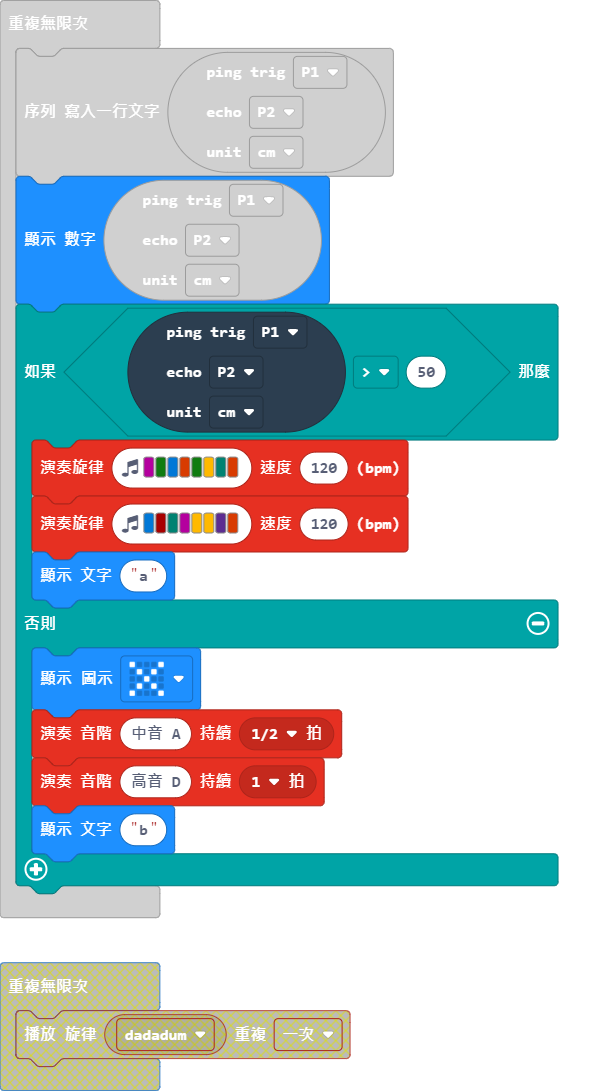 重複無限次
ping trig P1
序列 寫入一行文字 echo P2
unit cm
ping trig P1
顯示 數字 echo P2
unit cm
ping trig P1
如果 echo P2 > 50 那麼
unit cm
演奏旋律 速度 120 (bpm)
演奏旋律 速度 120 (bpm)
顯示 文字 "a"
否則
顯示 圖示
演奏 音階 中音 A 持續 1/2 拍
演奏 音階 高音 D 持續 1 拍
顯示 文字 "b"
重複無限次
播放 旋律 dadadum 重複 一次